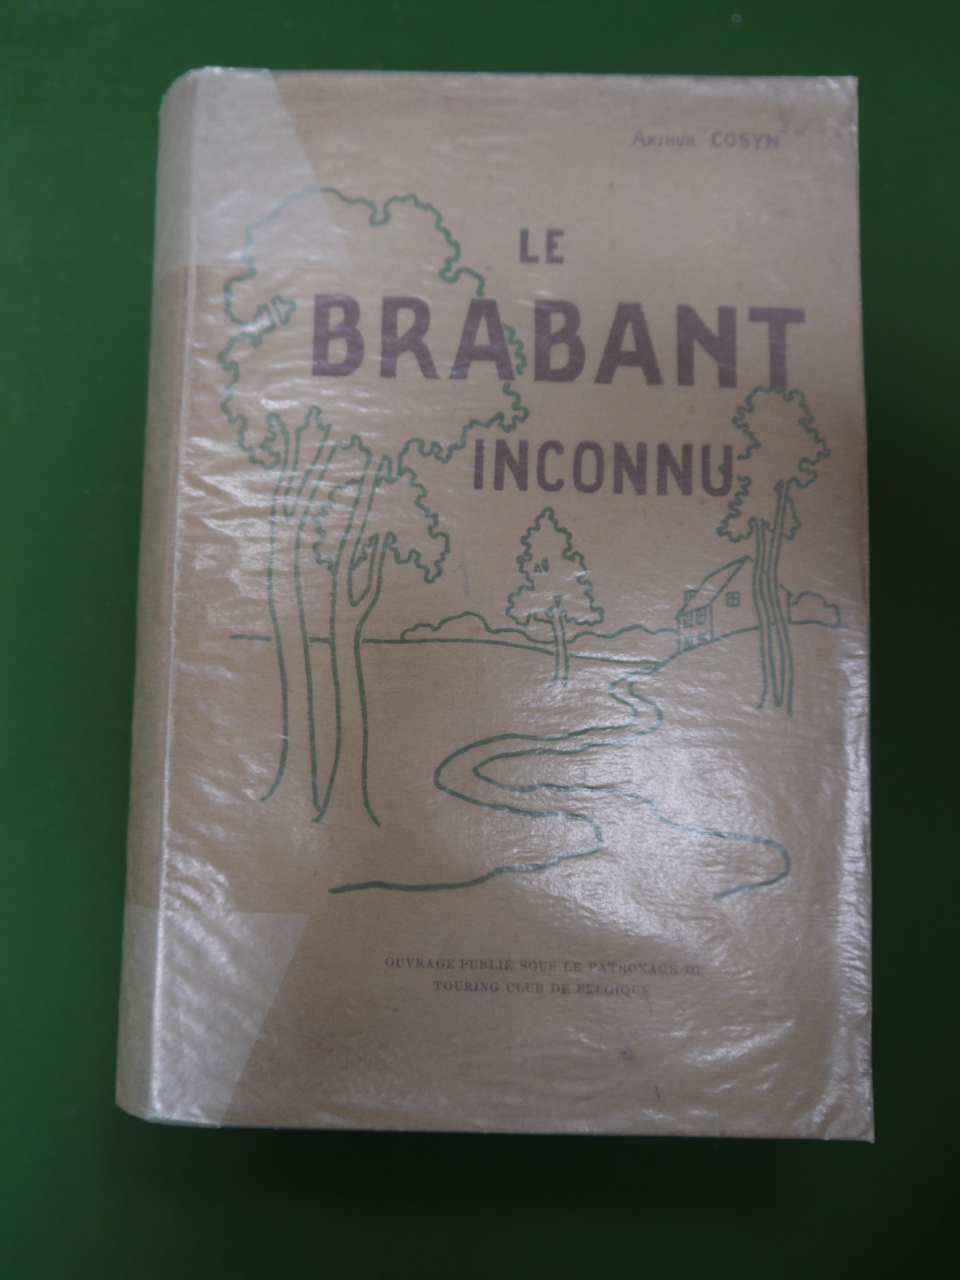 ARTHUR COSYN
LE
BRABANT
INCONNU
OUVRAGE PUBLIÉ SOUS LE PATRONAGE DU
TOURING CLUB DE BELGIQUE